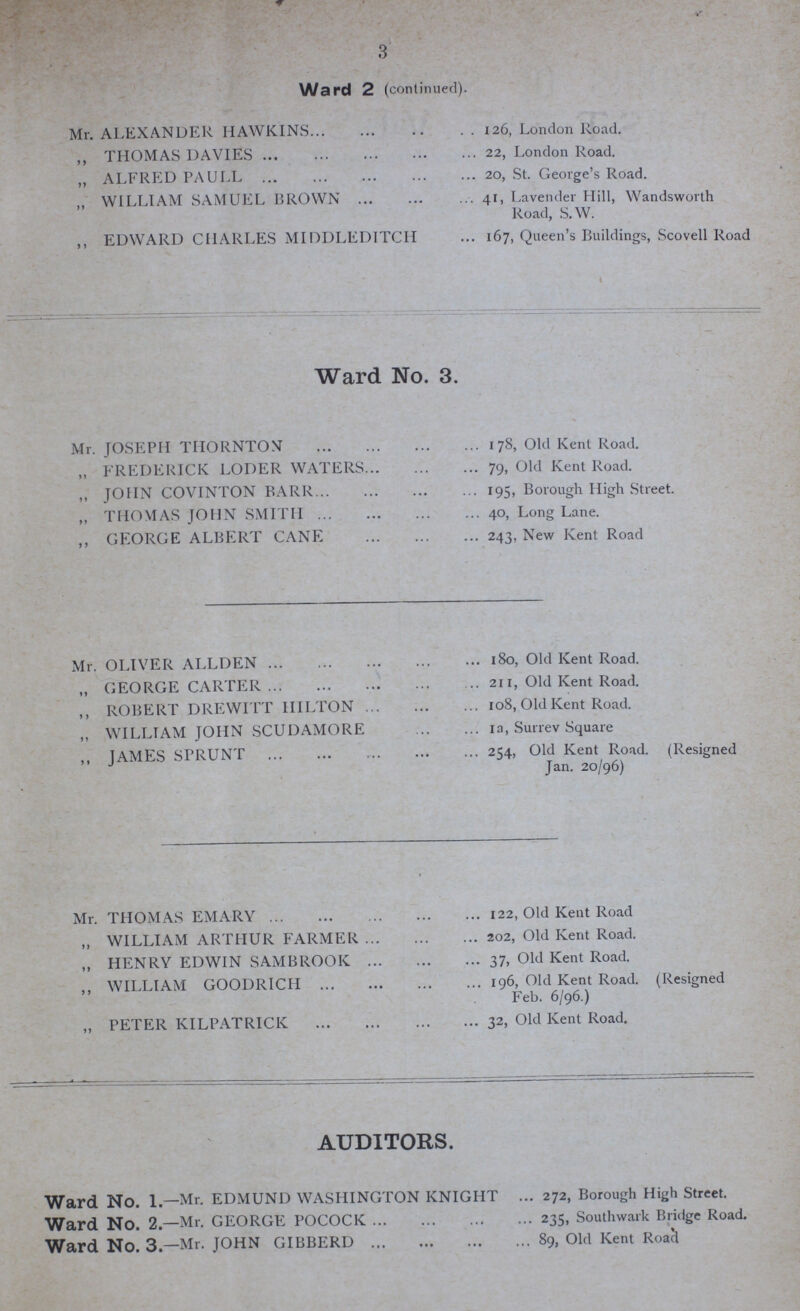 3
Ward 2 (continued).
Mr. ALEXANDER HAWKINS... ... .. .. 126, London Road.
,, THOMAS DAVIES ... ... ... ... ... 22, London Road.
,, ALFRED PAULL ... ... ... ... ... 20, St. George's Road.
,, WILLIAM SAMUEL BROWN ... ... ... 41, Lavender Hill, Wandsworth
Road, S.W.
,, EDWARD CHARLES MIDDLEDITCH ... 167, Queen's Buildings, Scovell Road
Ward No. 3.
Mr. JOSEPH THORNTON ... ... ... ... 178, Old Kent Road.
,, FREDERICK LODER WATERS... ... ... 79, Old Kent Road.
,, JOHN COVINTON BARR... ... ... ... 195, Borough High Street.
,, THOMAS JOHN SMITH ... ... ... ... 40, Long Lane.
,, GEORGE ALBERT CANE ... ... ... 243, New Kent Road
Mr. OLIVER ALLDEN ... ... ... ... ... 180, Old Kent Road.
,, GEORGE CARTER ... ... ... ... .. 211, Old Kent Road.
,, ROBERT DREWITT HILTON ... ... ... 108, Old Kent Road.
,, WILLIAM JOHN SCUDAMORE ... ... 1a, Surrev Square
,, JAMES SPRUNT ... ... ... ... ... 254, Old Kent Road. (Resigned
Jan. 20/96)
Mr. THOMAS EMARY ... ... ... ... ... 122, Old Kent Road
,, WILLIAM ARTHUR FARMER ... ... ... 202, Old Kent Road.
,, HENRY EDWIN SAMBROOK ... ... ... 37, Old Kent Road.
,, WILLIAM GOODRICH ... ... ... ... 196, Old Kent Road. (Resigned
Feb. 6/96.)
,, PETER KILPATRICK ... ... ... ... 32, Old Kent Road.
AUDITORS.
Ward No. 1.—Mr. EDMUND WASHINGTON KNIGHT ... 272, Borough High Street.
Ward No. 2.—Mr. GEORGE POCOCK ... ... ... ... 235, Southwark Bridge Road.
Ward No. 3.—Mr. JOHN GIBBERD ... ... ... ... 89, Old Kent Road